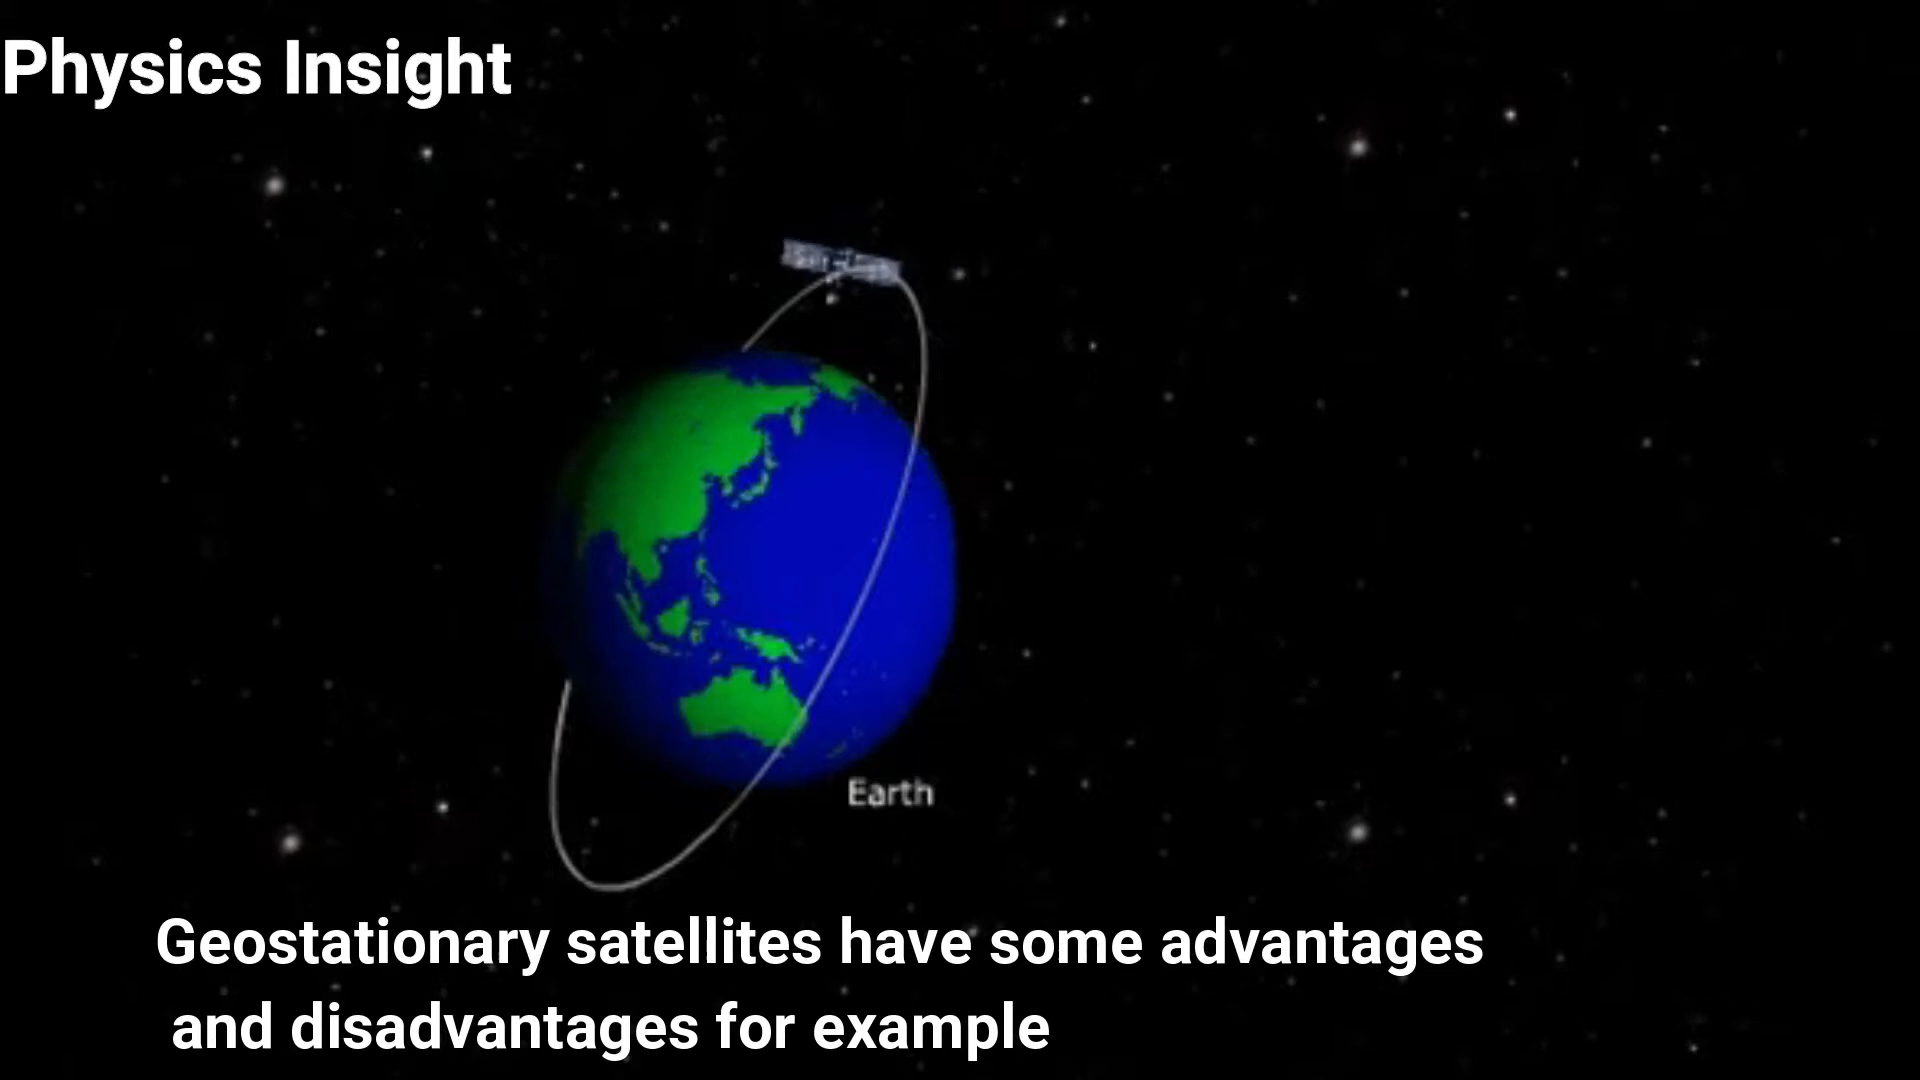 Physics Insight
Earth
Geostationary satellites have some advantages
and disadvantages for example